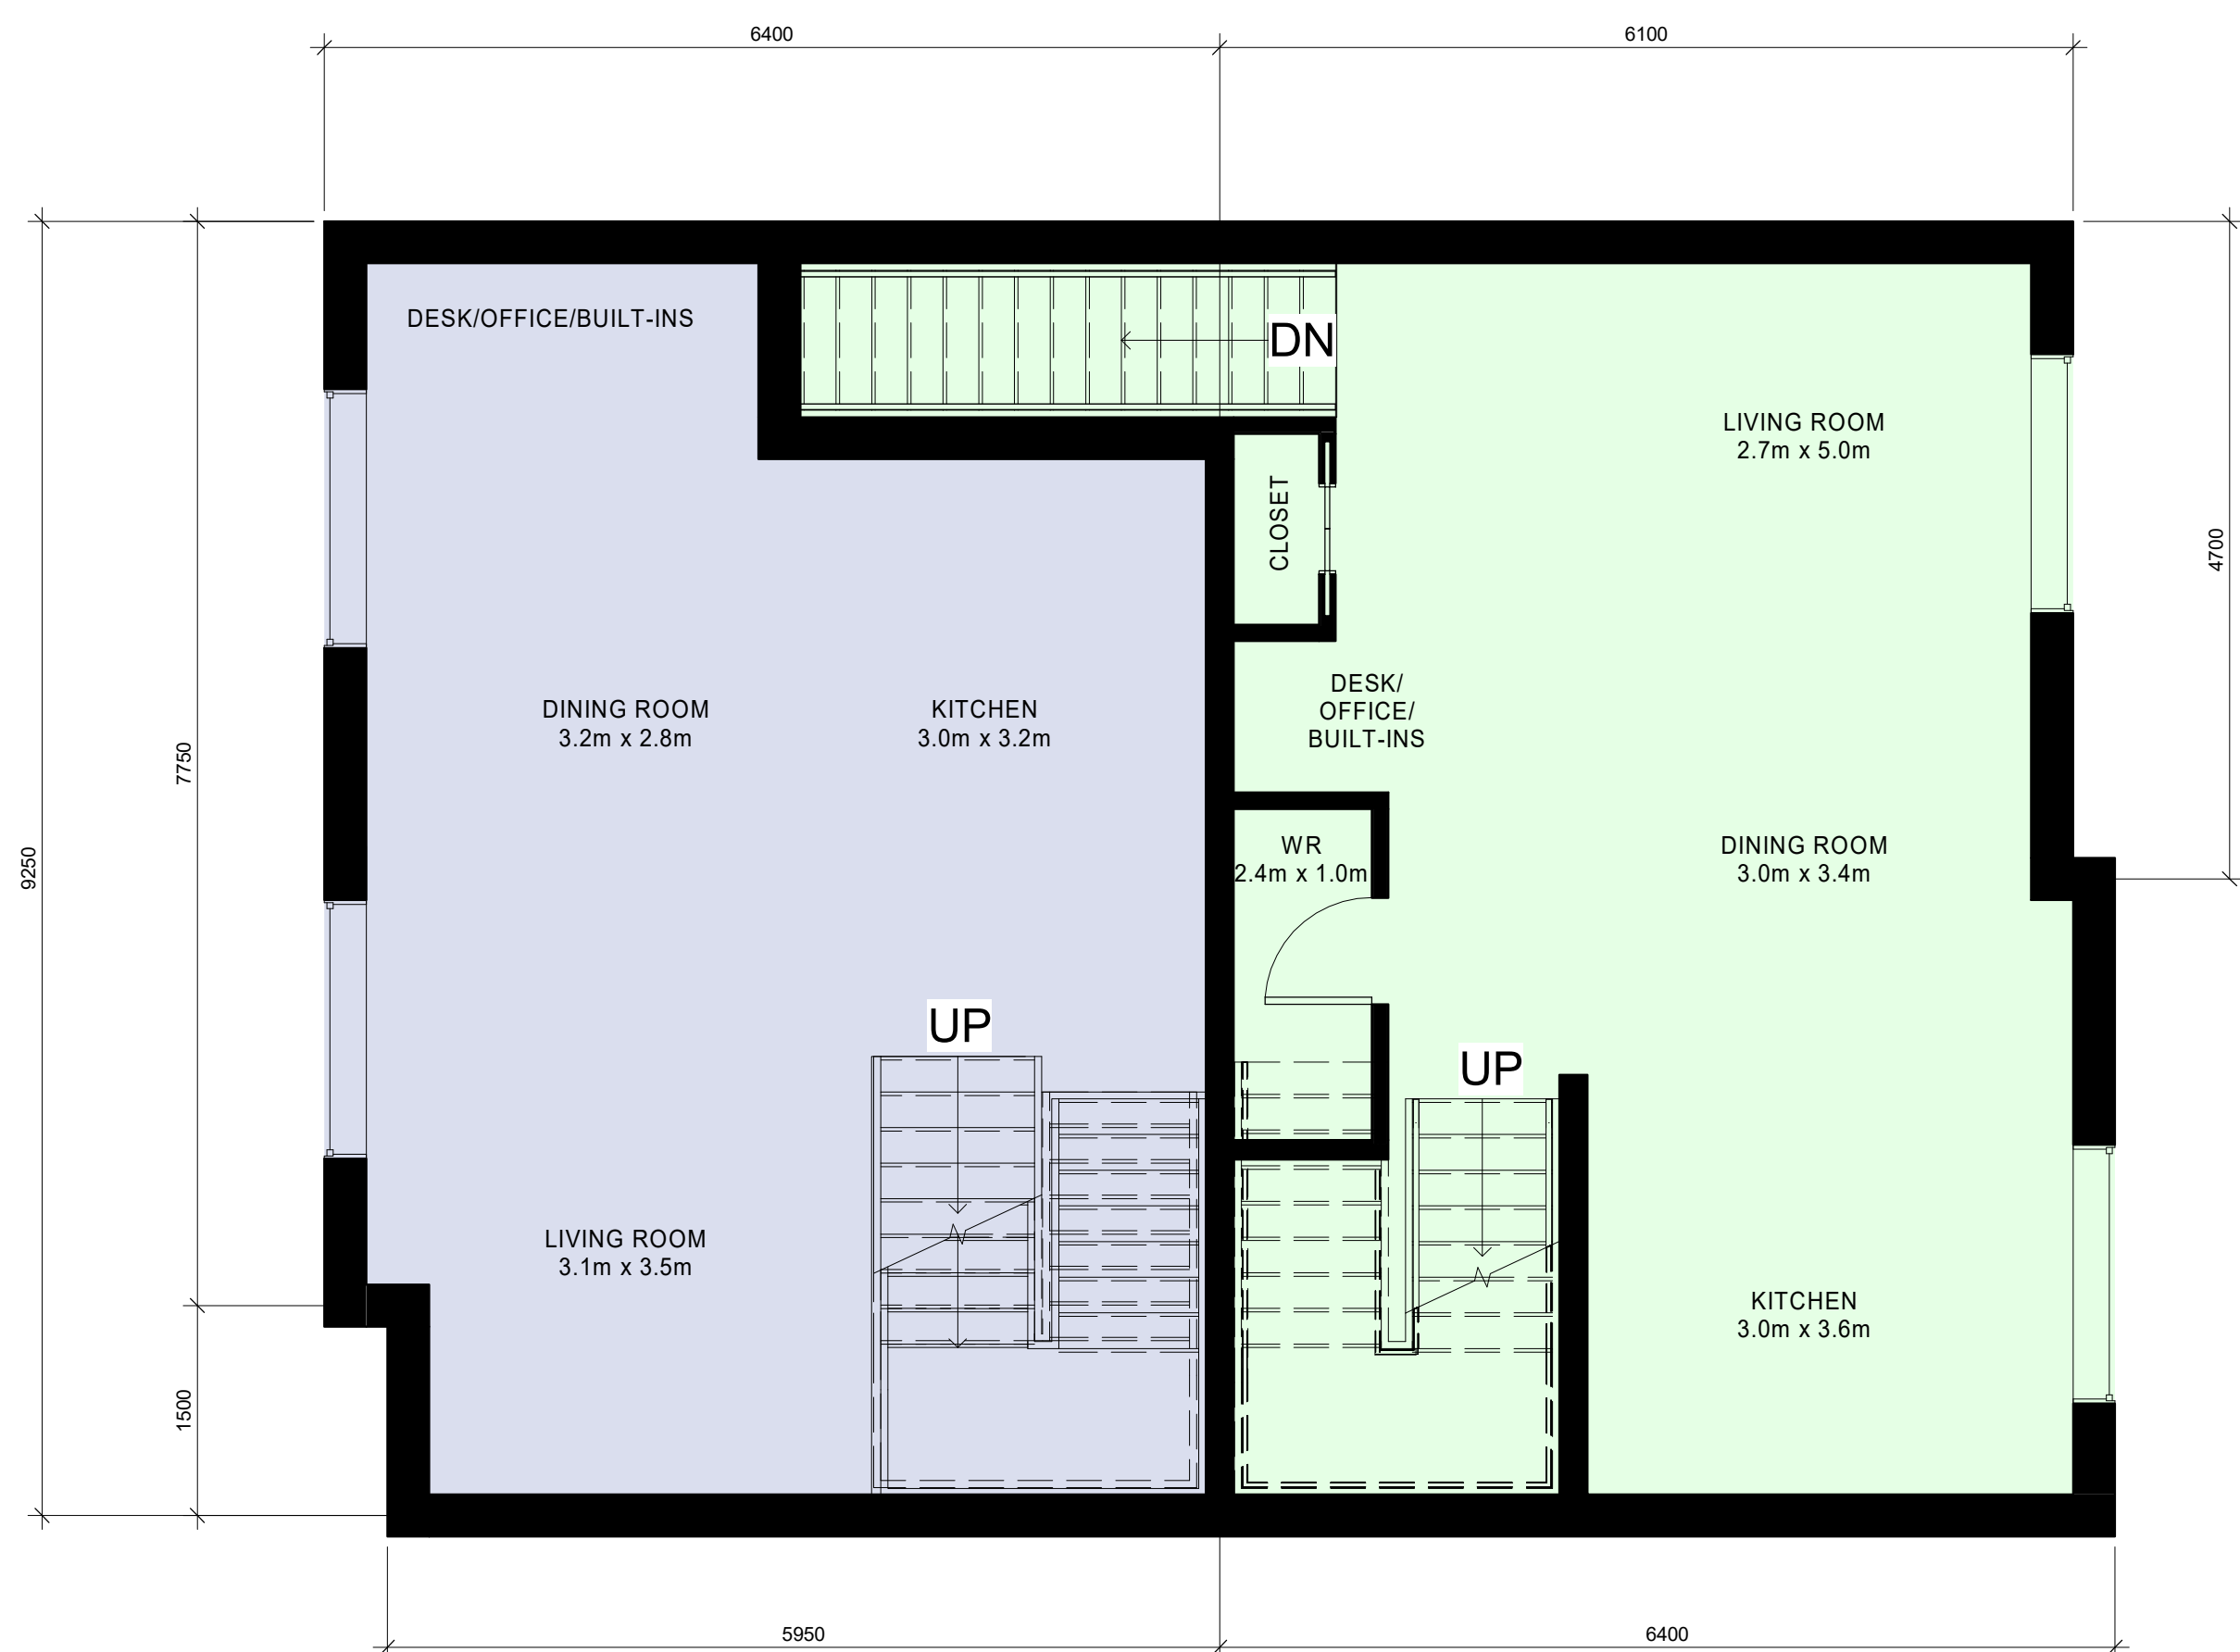 6400
6100
DESK/OFFICE/BUILT-INS
DN
LIVING ROOM
2.7m x 5.0m
CLOSET
4700
DESK/
OFFICE/
BUILT-INS
DINING ROOM
3.2m x 2.8m
KITCHEN
3.0m x 3.2m
7750
9250
WR
2.4m x 1.0m
DINING ROOM
3.0m x 3.4m
UP
UP
LIVING ROOM
3.1m x 3.5m
KITCHEN
3.0m x 3.6m
1500
5950
6400